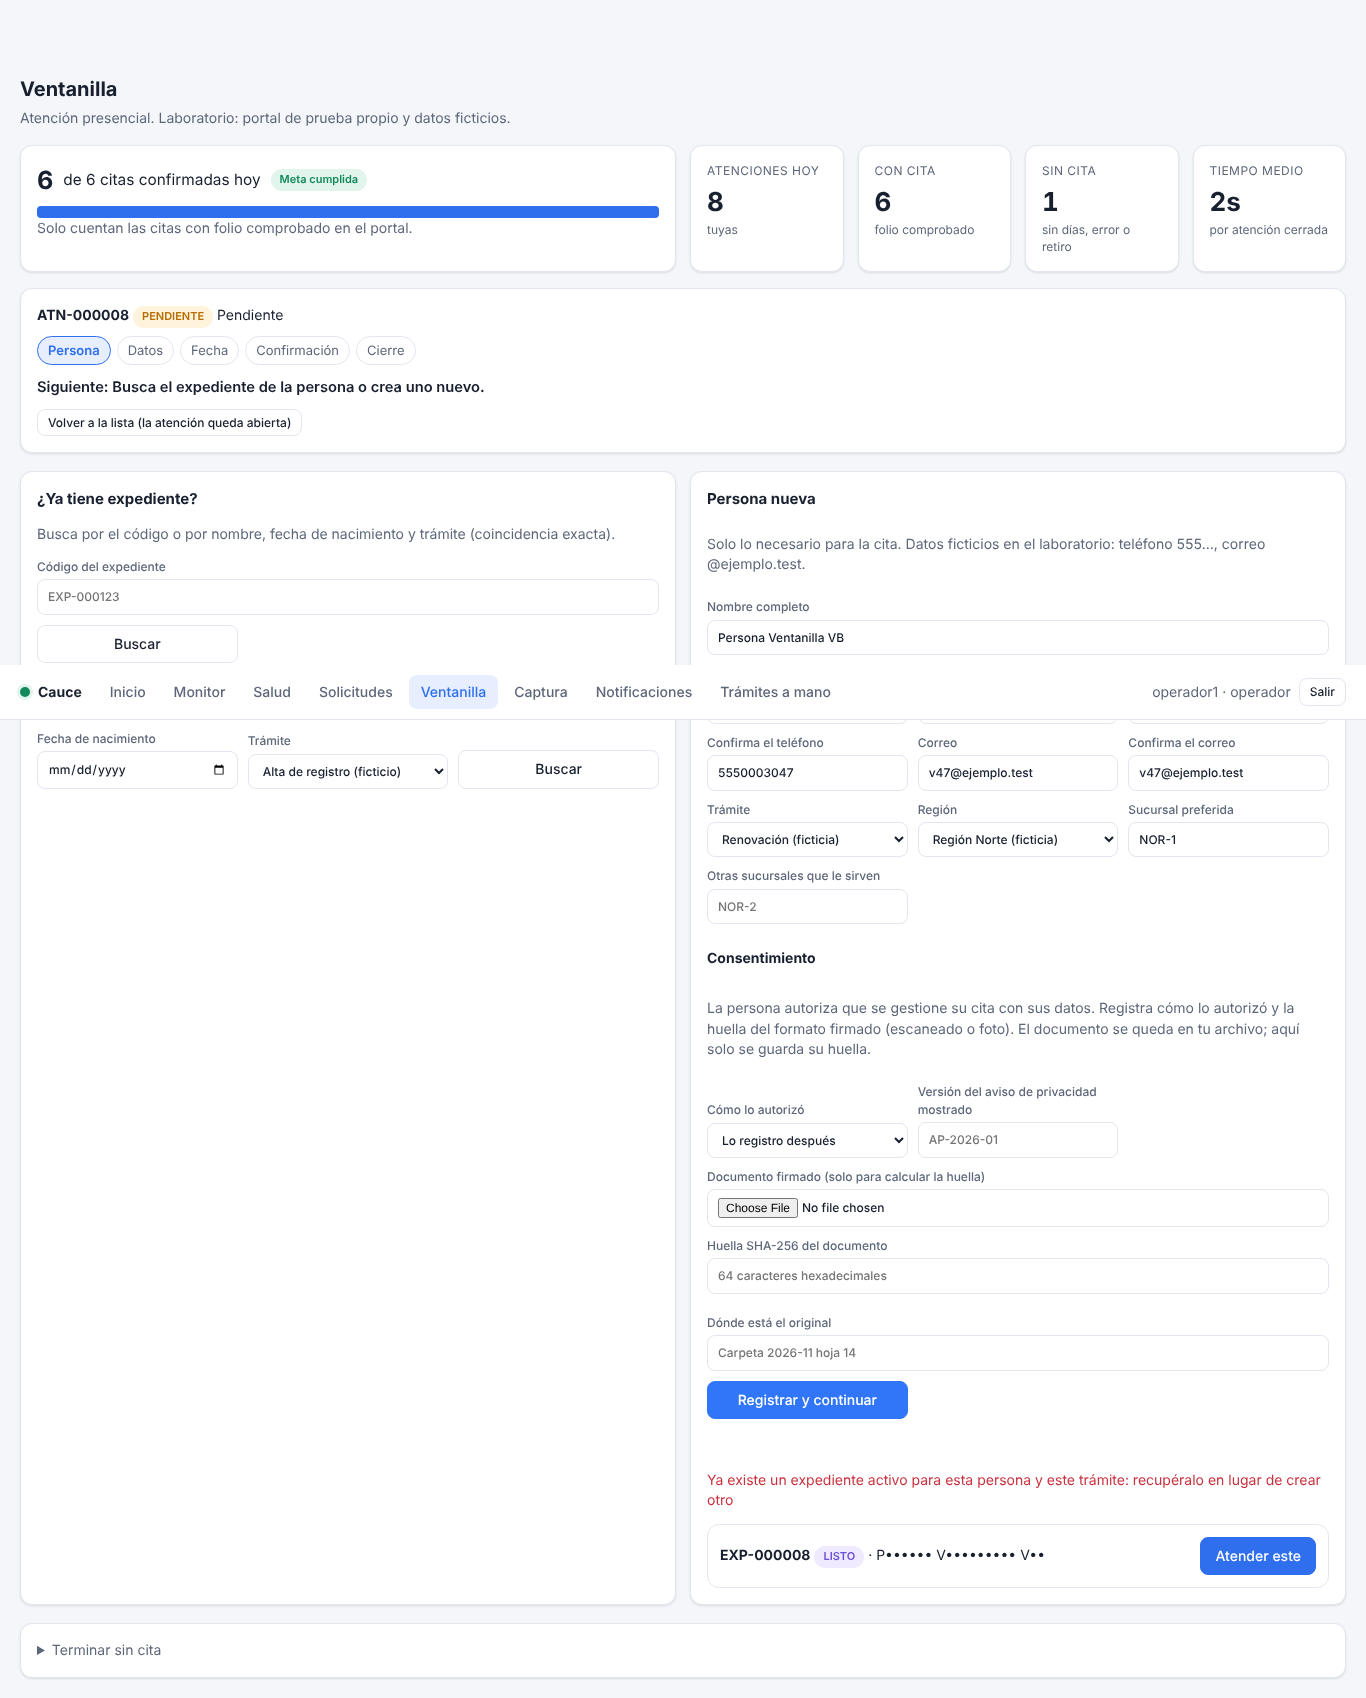 Ventanilla
Atención presencial. Laboratorio: portal de prueba propio y datos ficticios.
6 de 6 citas confirmadas hoy Meta cumplida
Solo cuentan las citas con folio comprobado en el portal.
ATENCIONES HOY
8
tuyas
CON CITA
6
folio comprobado
SIN CITA
1
sin días, error o
retiro
TIEMPO MEDIO
2s
por atención cerrada
ATN-000008 PENDIENTE Pendiente
Persona Datos Fecha Confirmación Cierre
Siguiente: Busca el expediente de la persona o crea uno nuevo.
Volver a la lista (la atención queda abierta)
¿Ya tiene expediente?
Busca por el código o por nombre, fecha de nacimiento y trámite (coincidencia exacta).
Código del expediente
EXP-000123
Buscar
Persona nueva
Solo lo necesario para la cita. Datos ficticios en el laboratorio: teléfono 555..., correo
@ejemplo.test.
Nombre completo
Persona Ventanilla VB
Cauce Inicio Monitor Salud Solicitudes Ventanilla Captura Notificaciones Trámites a mano operador1 · operador Salir
Fecha de nacimiento
mm/dd/yyyy
Trámite
Alta de registro (ficticio)
Buscar
Confirma el teléfono
5550003047
Correo
v47@ejemplo.test
Confirma el correo
v47@ejemplo.test
Trámite
Renovación (ficticia)
Región
Región Norte (ficticia)
Sucursal preferida
NOR-1
Otras sucursales que le sirven
NOR-2
Consentimiento
La persona autoriza que se gestione su cita con sus datos. Registra cómo lo autorizó y la
huella del formato firmado (escaneado o foto). El documento se queda en tu archivo; aquí
solo se guarda su huella.
Cómo lo autorizó
Lo registro después
Versión del aviso de privacidad
mostrado
AP-2026-01
Documento firmado (solo para calcular la huella)
Choose File No file chosen
Huella SHA-256 del documento
64 caracteres hexadecimales
Dónde está el original
Carpeta 2026-11 hoja 14
Registrar y continuar
Ya existe un expediente activo para esta persona y este trámite: recupéralo en lugar de crear
otro
EXP-000008 LISTO · P•••••• V••••••••• V•• Atender este
Terminar sin cita